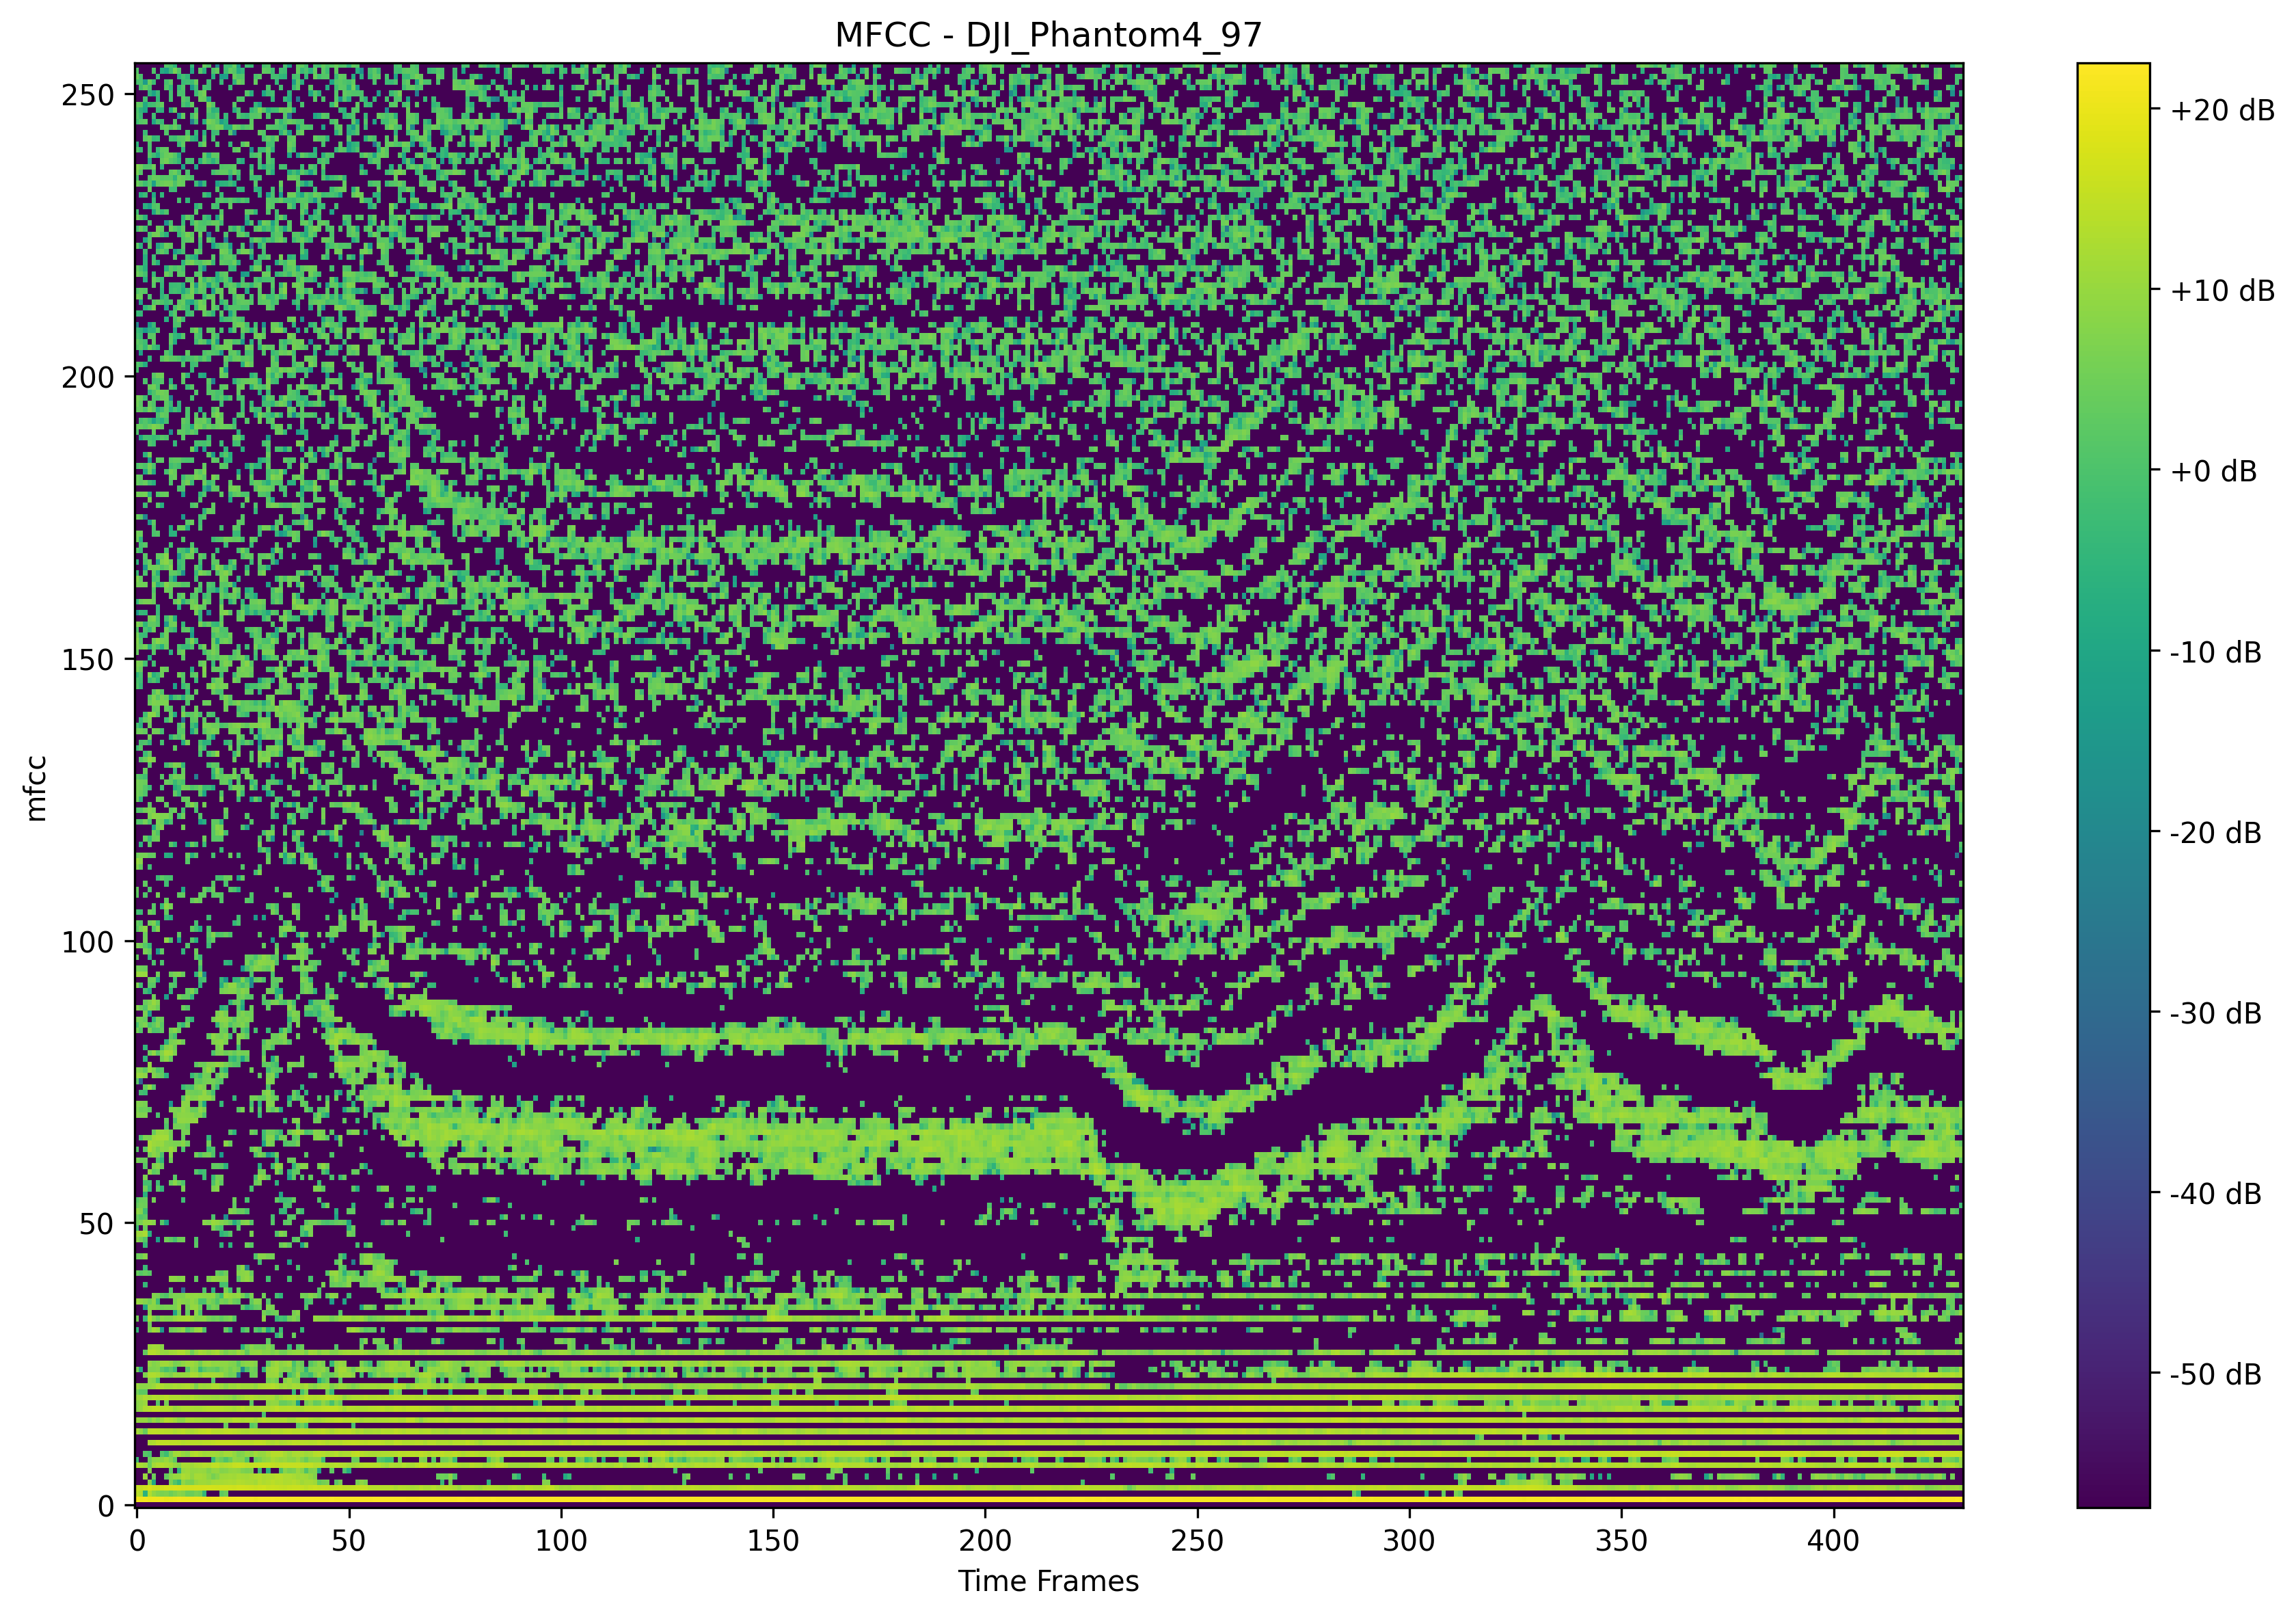 MFCC - DJI_Phantom4_97
250
200
150
100
50
0
mfcc
0 50 100 150 200 250 300 350 400
Time Frames
+20 dB
+10 dB
+0 dB
-10 dB
-20 dB
-30 dB
-40 dB
-50 dB